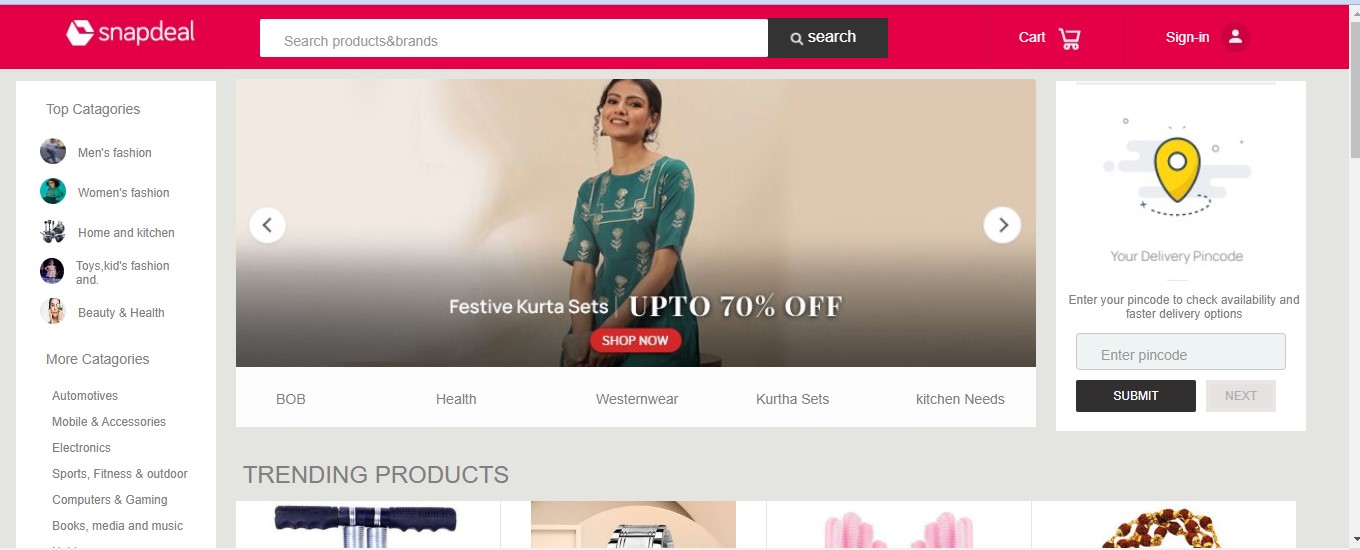 snapdeal
Search products&brands
search
Cart
Sign-in
Top Catagories
Men's fashion
Women's fashion
Home and kitchen
Toys,kid's fashion
and.
Beauty & Health
More Catagories
Automotives
Mobile & Accessories
Electronics
Sports, Fitness & outdoor
Computers & Gaming
Books, media and music
Festive Kurta Sets | UPTO 70% OFF
SHOP NOW
BOB
Health
Westernwear
Kurtha Sets
kitchen Needs
Your Delivery Pincode
Enter your pincode to check availability and
faster delivery options
Enter pincode
SUBMIT
NEXT
TRENDING PRODUCTS